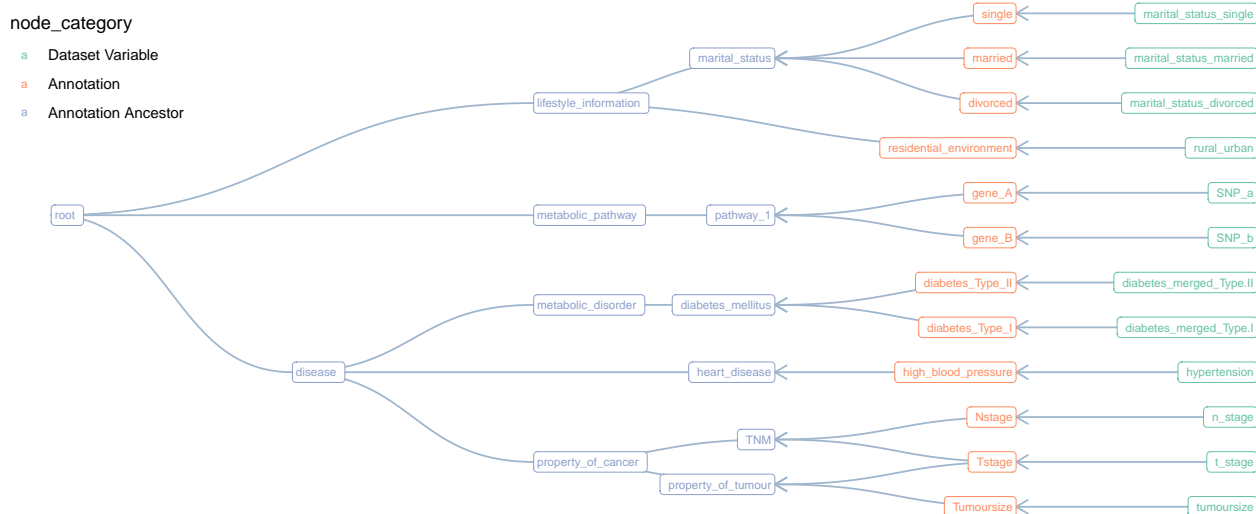 node_category
a Dataset Variable
a Annotation
a Annotation Ancestor
single
marital_status_single
marital_status
married
marital_status_married
lifestyle_information
divorced
marital_status_divorced
residential_environment
rural_urban
gene_A
SNP_a
root
metabolic_pathway
pathway_1
gene_B
SNP_b
diabetes_Type_II
diabetes_merged_Type.II
metabolic_disorder
diabetes_mellitus
diabetes_Type_I
diabetes_merged_Type.I
disease
heart_disease
high_blood_pressure
hypertension
Nstage
n_stage
TNM
property_of_cancer
Tstage
t_stage
property_of_tumour
Tumoursize
tumoursize